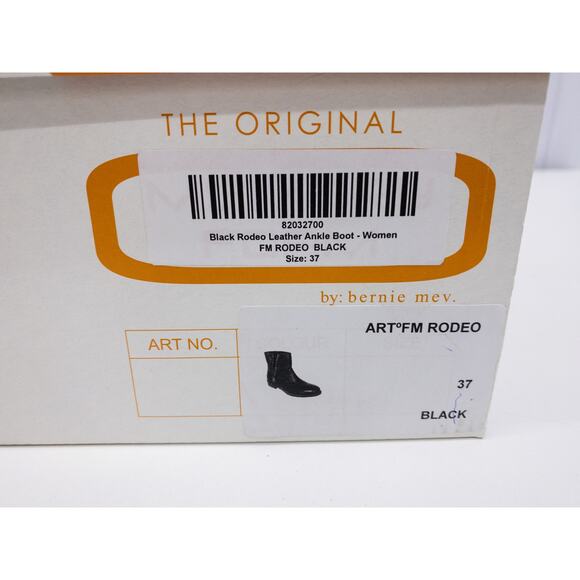 THE ORIGINAL
82032700
Black Rodeo Leather Ankle Boot - Women
FM RODEO BLACK
Size: 37
by: bernie mev.
ART NO.
ARTºFM RODEO
37
BLACK